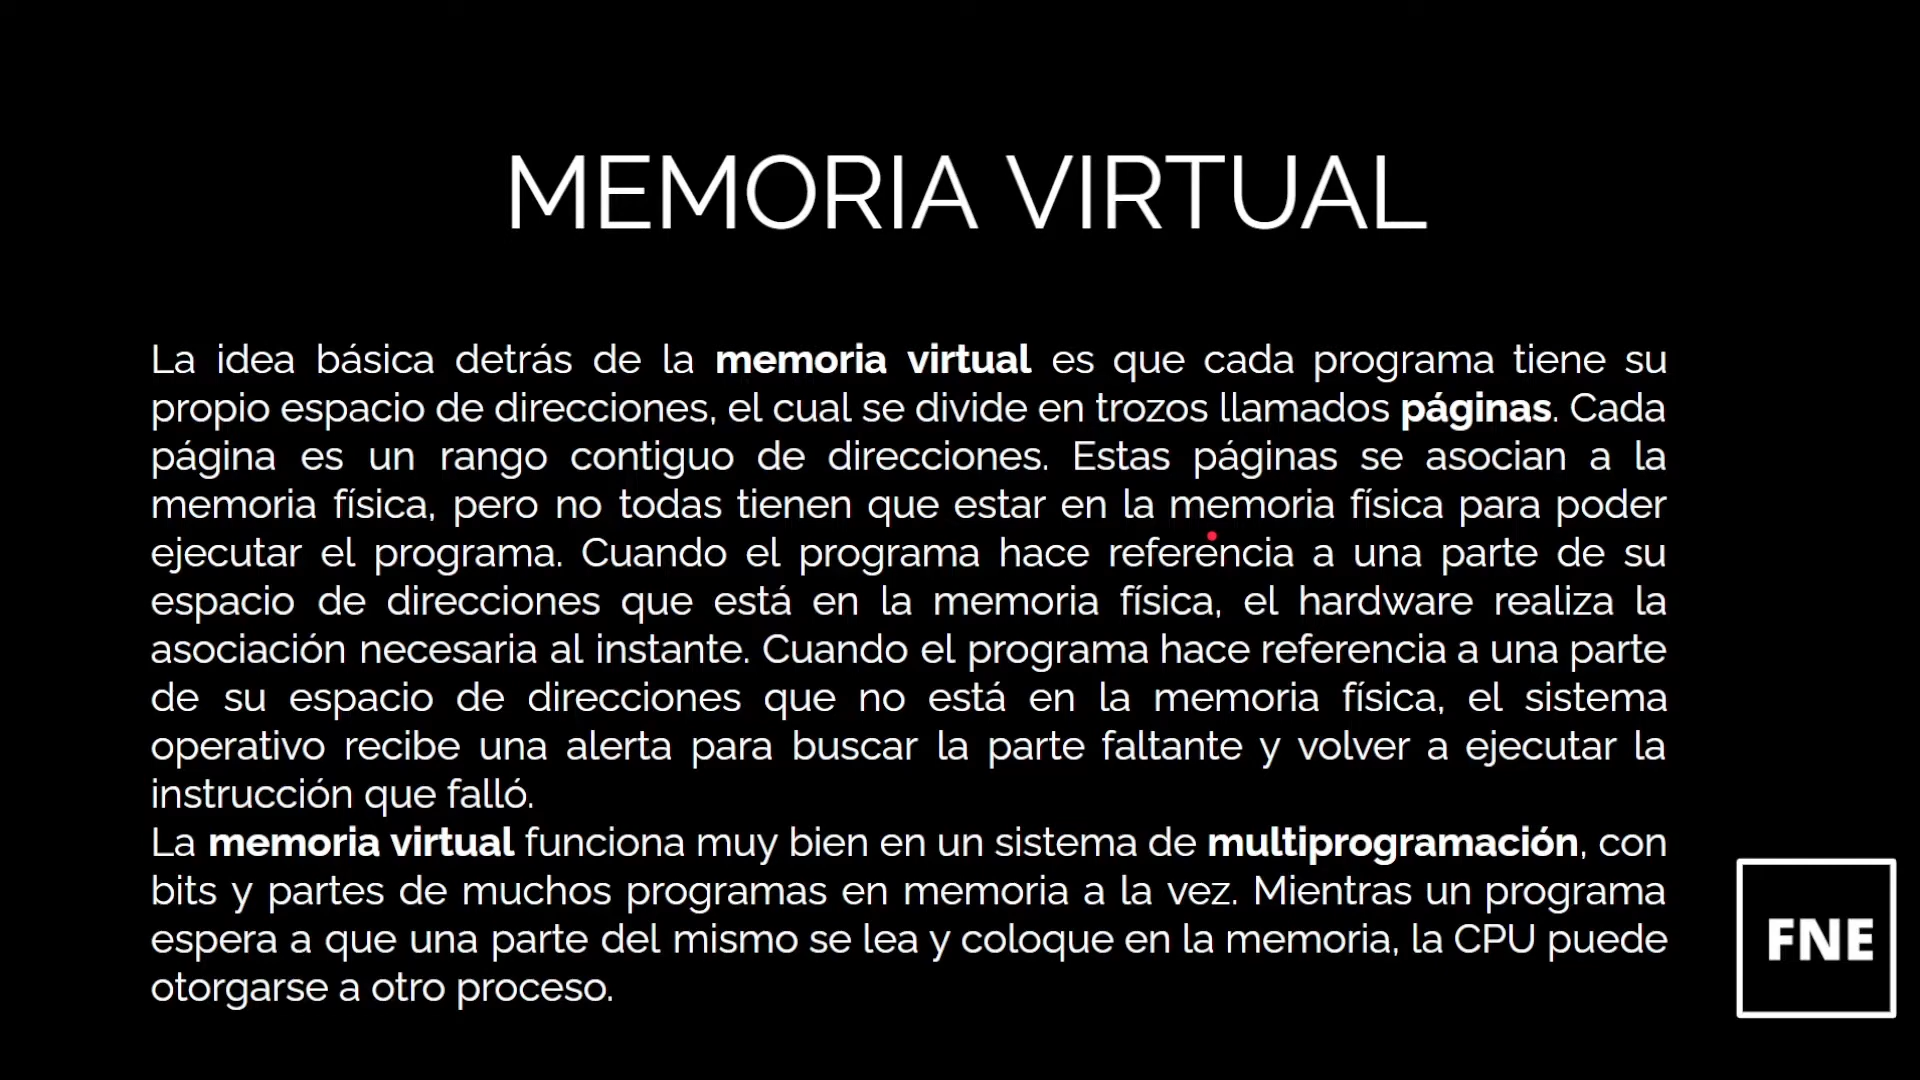 MEMORIA VIRTUAL
La idea básica detrás de la memoria virtual es que cada programa tiene su
propio espacio de direcciones, el cual se divide en trozos llamados páginas. Cada
página es un rango contiguo de direcciones. Estas páginas se asocian a la
memoria física, pero no todas tienen que estar en la memoria física para poder
ejecutar el programa. Cuando el programa hace referencia a una parte de su
espacio de direcciones que está en la memoria física, el hardware realiza la
asociación necesaria al instante. Cuando el programa hace referencia a una parte
de su espacio de direcciones que no está en la memoria física, el sistema
operativo recibe una alerta para buscar la parte faltante y volver a ejecutar la
instrucción que falló.
La memoria virtual funciona muy bien en un sistema de multiprogramación, con
bits y partes de muchos programas en memoria a la vez. Mientras un programa
espera a que una parte del mismo se lea y coloque en la memoria, la CPU puede
otorgarse a otro proceso.
FNE